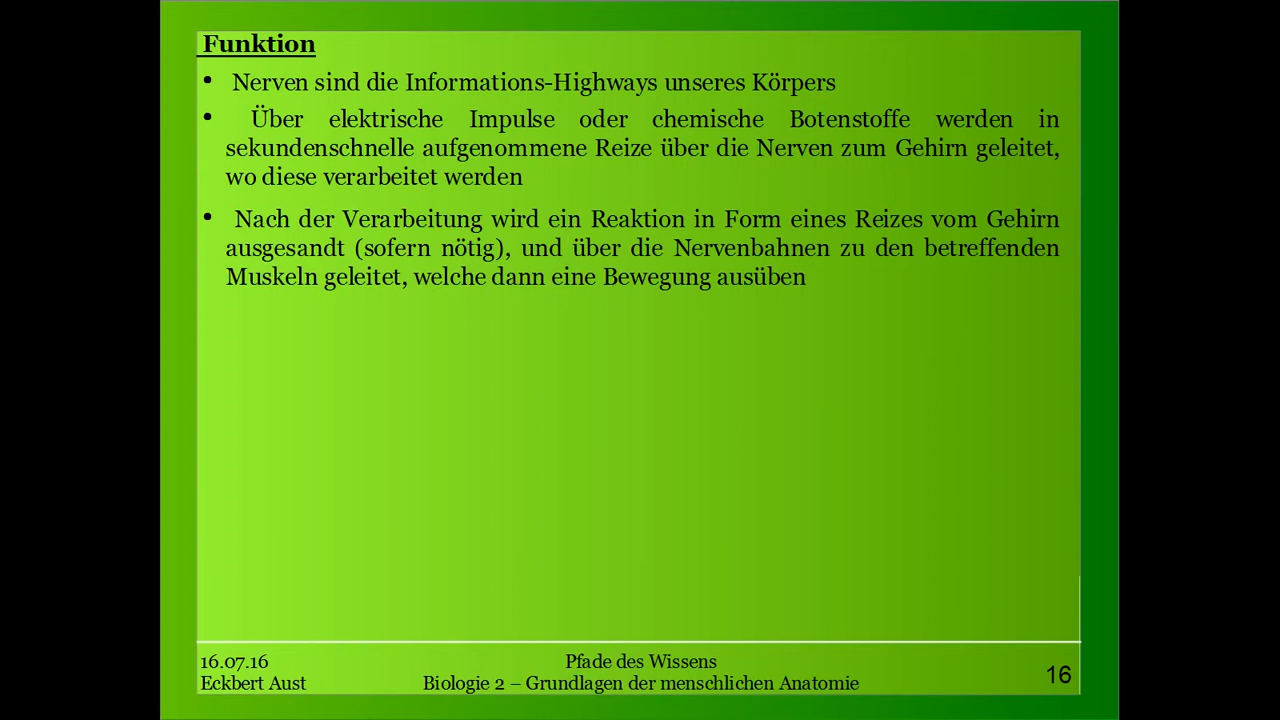 Funktion
• Nerven sind die Informations-Highways unseres Körpers
• Über elektrische Impulse oder chemische Botenstoffe werden in
sekundenschnelle aufgenommene Reize über die Nerven zum Gehirn geleitet,
wo diese verarbeitet werden
• Nach der Verarbeitung wird ein Reaktion in Form eines Reizes vom Gehirn
ausgesandt (sofern nötig), und über die Nervenbahnen zu den betreffenden
Muskeln geleitet, welche dann eine Bewegung ausüben
16.07.16
Eckbert Aust
Pfade des Wissens
Biologie 2 – Grundlagen der menschlichen Anatomie
16